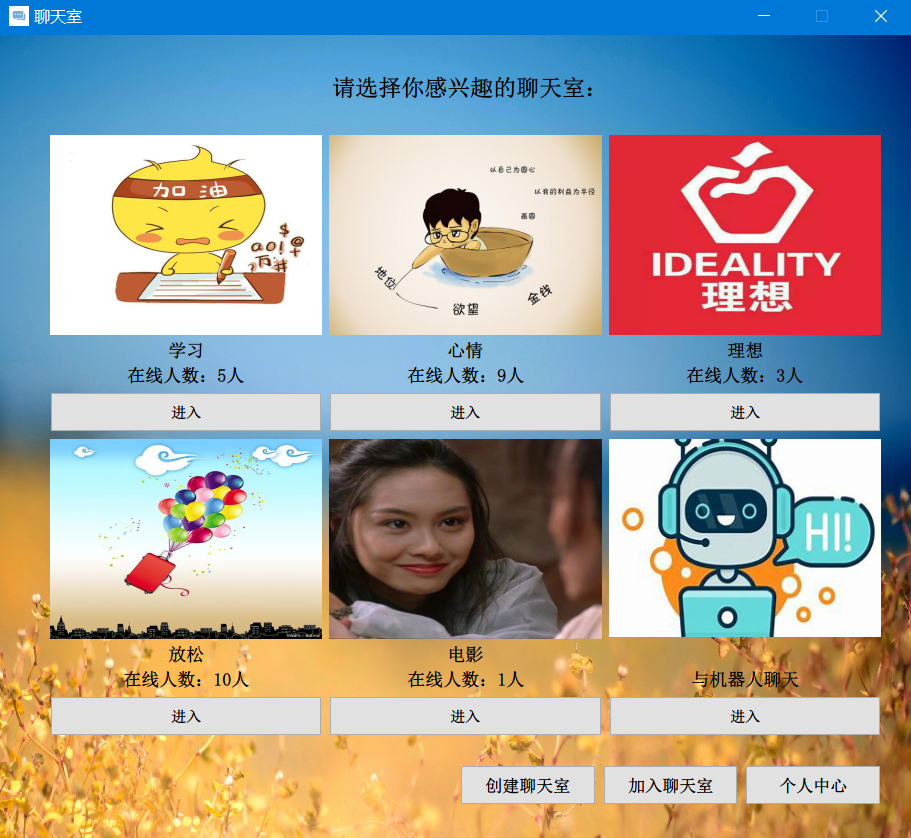 聊天室
请选择你感兴趣的聊天室：
加油
以自己为圆心
以我的利益为半径
画圆
地位
欲望
金钱
IDEALITY
理想
学习
心情
理想
在线人数：5人
在线人数：9人
在线人数：3人
进入
进入
进入
HI!
放松
电影
在线人数：10人
在线人数：1人
与机器人聊天
进入
进入
进入
创建聊天室
加入聊天室
个人中心